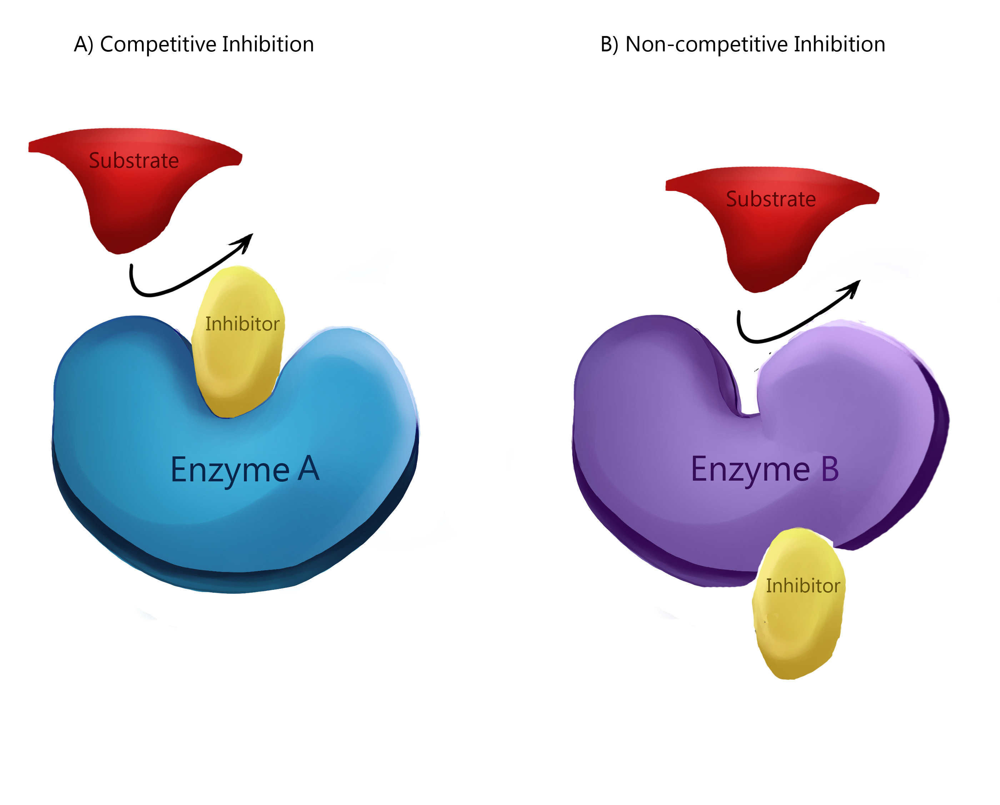 A) Competitive Inhibition
Substrate
Inhibitor
Enzyme A
B) Non-competitive Inhibition
Substrate
Enzyme B
Inhibitor